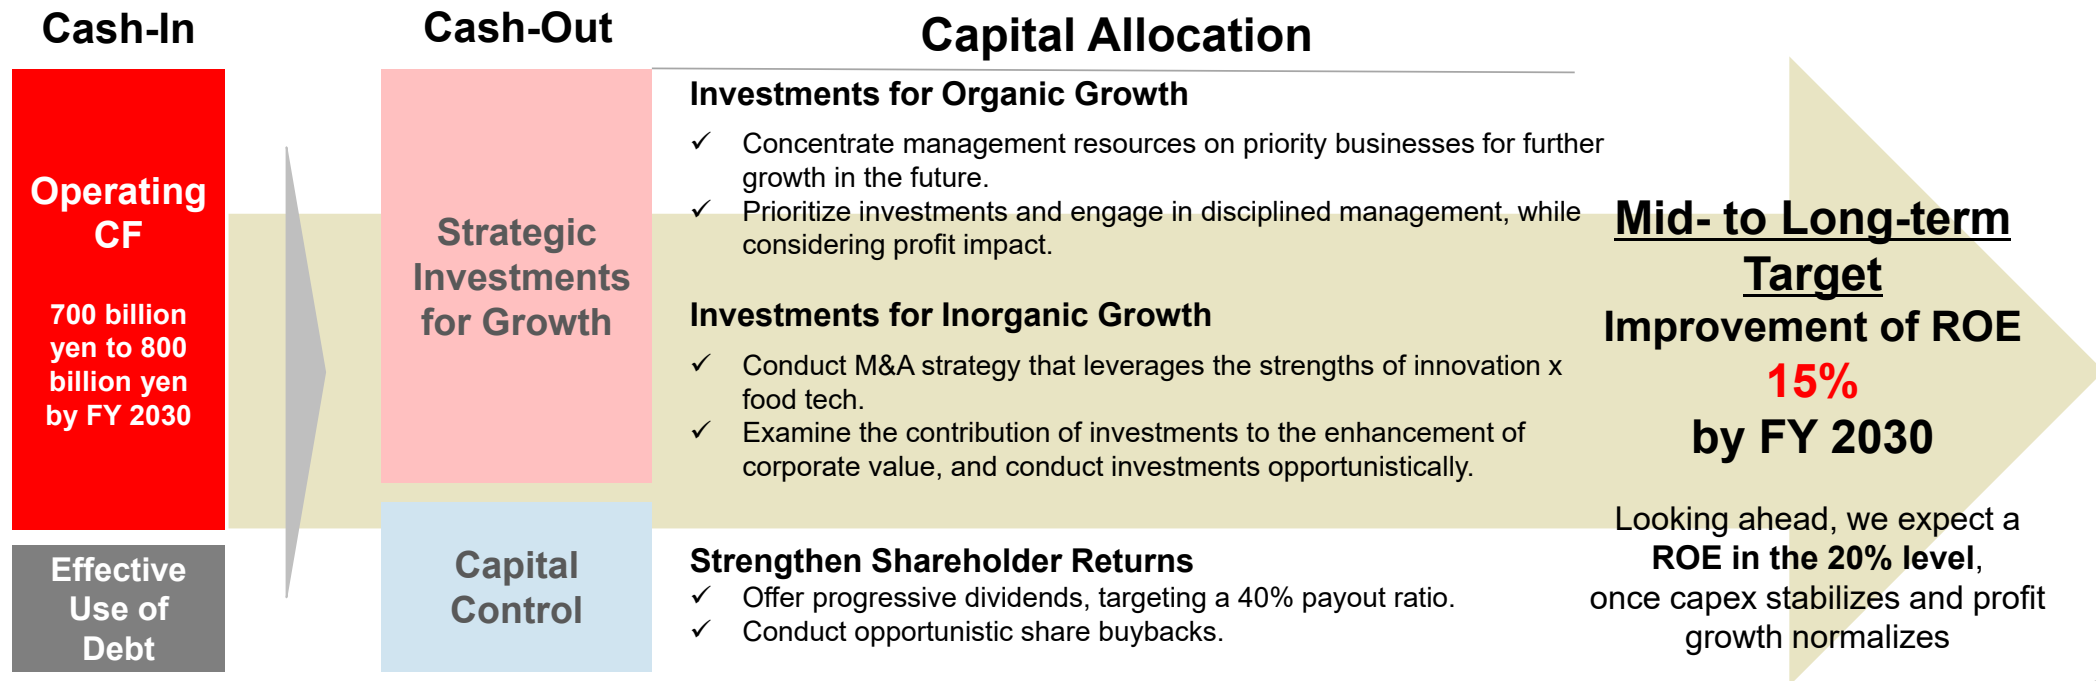 Cash-In
Cash-Out
Capital Allocation
Operating
CF
700 billion
yen to 800
billion yen
by FY 2030
Effective
Use of
Debt
Strategic
Investments
for Growth
Capital
Control
Investments for Organic Growth
✓ Concentrate management resources on priority businesses for further
growth in the future.
✓ Prioritize investments and engage in disciplined management, while
considering profit impact.
Investments for Inorganic Growth
✓ Conduct M&A strategy that leverages the strengths of innovation x
food tech.
✓ Examine the contribution of investments to the enhancement of
corporate value, and conduct investments opportunistically.
Strengthen Shareholder Returns
✓ Offer progressive dividends, targeting a 40% payout ratio.
✓ Conduct opportunistic share buybacks.
Mid- to Long-term
Target
Improvement of ROE
15%
by FY 2030
Looking ahead, we expect a
ROE in the 20% level,
once capex stabilizes and profit
growth normalizes